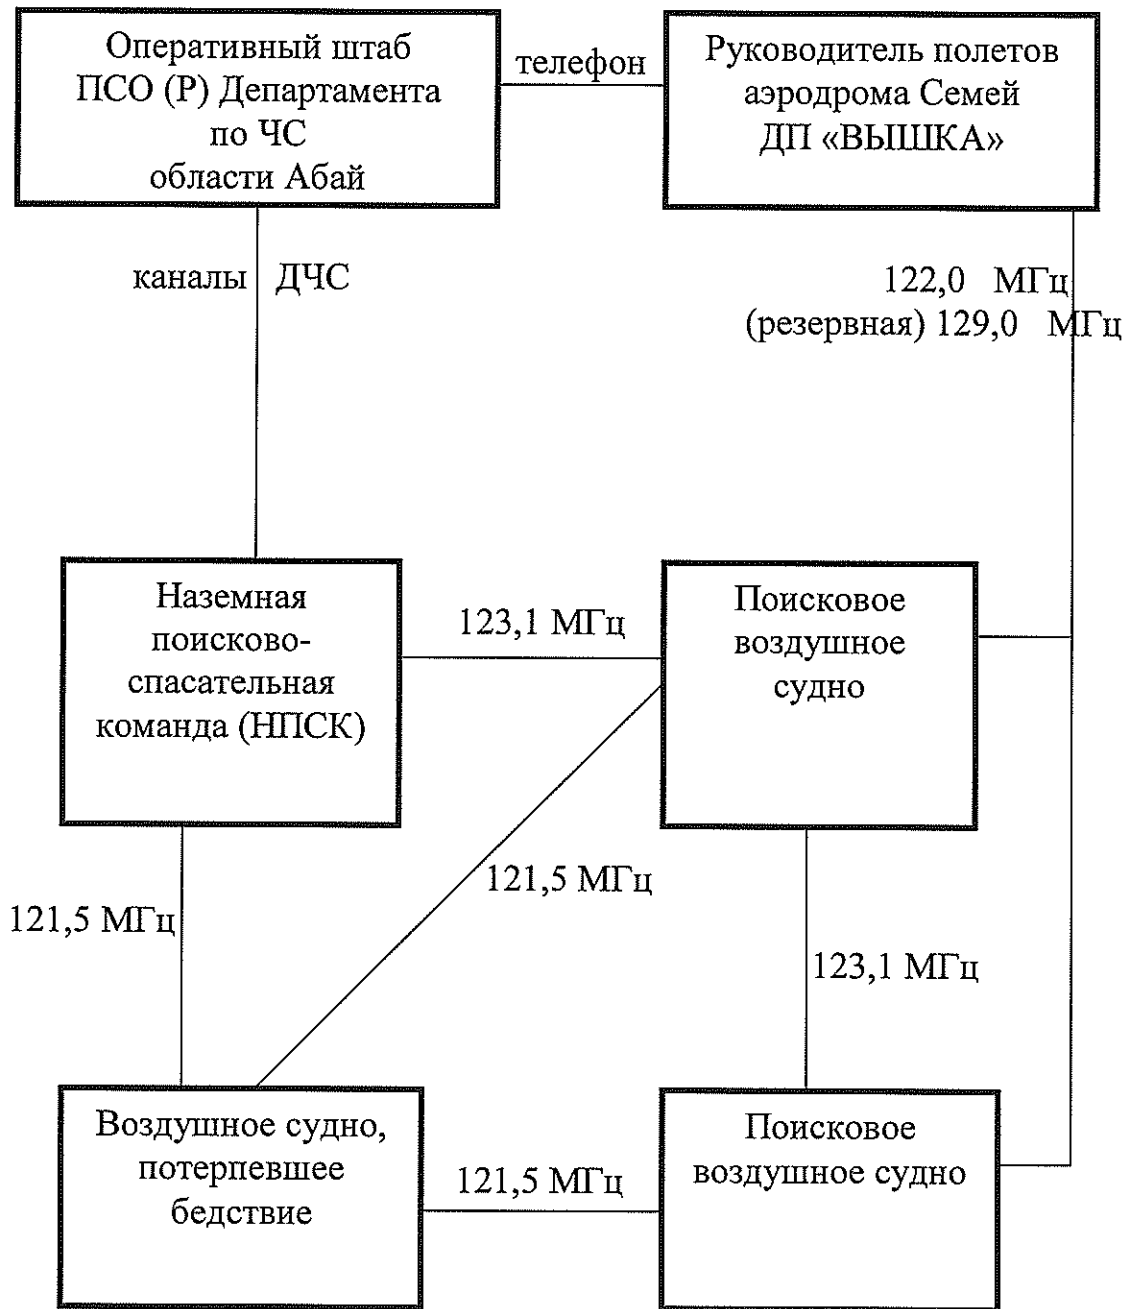 Оперативный штаб
ПСО (Р) Департамента
по ЧС
области Абай
телефон
Руководитель полетов
аэродрома Семей
ДП «ВЫШКА»
каналы ДЧС
122,0 МГц
(резервная) 129,0 МГц
Наземная
поисково-
спасательная
команда (НПСК)
123,1 МГц
Поисковое
воздушное
судно
121,5 МГц
121,5 МГц
123,1 МГц
Воздушное судно,
потерпевшее
бедствие
121,5 МГц
Поисковое
воздушное судно